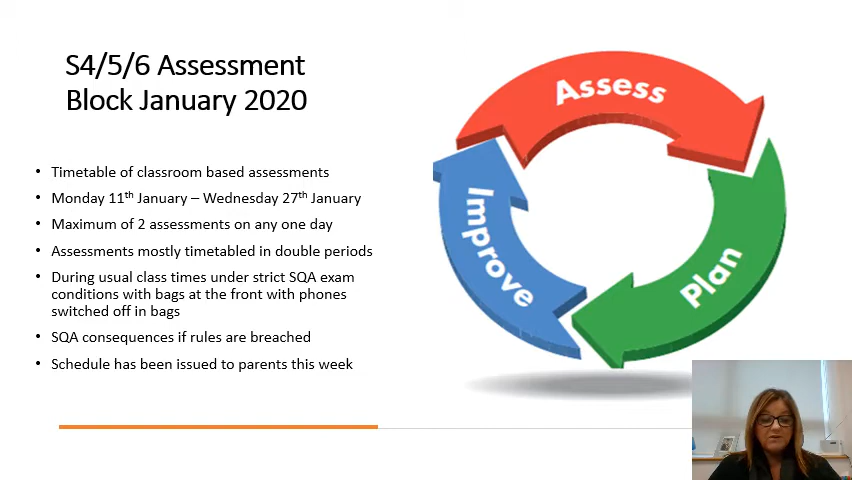 S4/5/6 Assessment
Block January 2020
• Timetable of classroom based assessments
• Monday 11th January – Wednesday 27th January
• Maximum of 2 assessments on any one day
• Assessments mostly timetabled in double periods
• During usual class times under strict SQA exam
conditions with bags at the front with phones
switched off in bags
• SQA consequences if rules are breached
• Schedule has been issued to parents this week
Assess
Plan
Improve